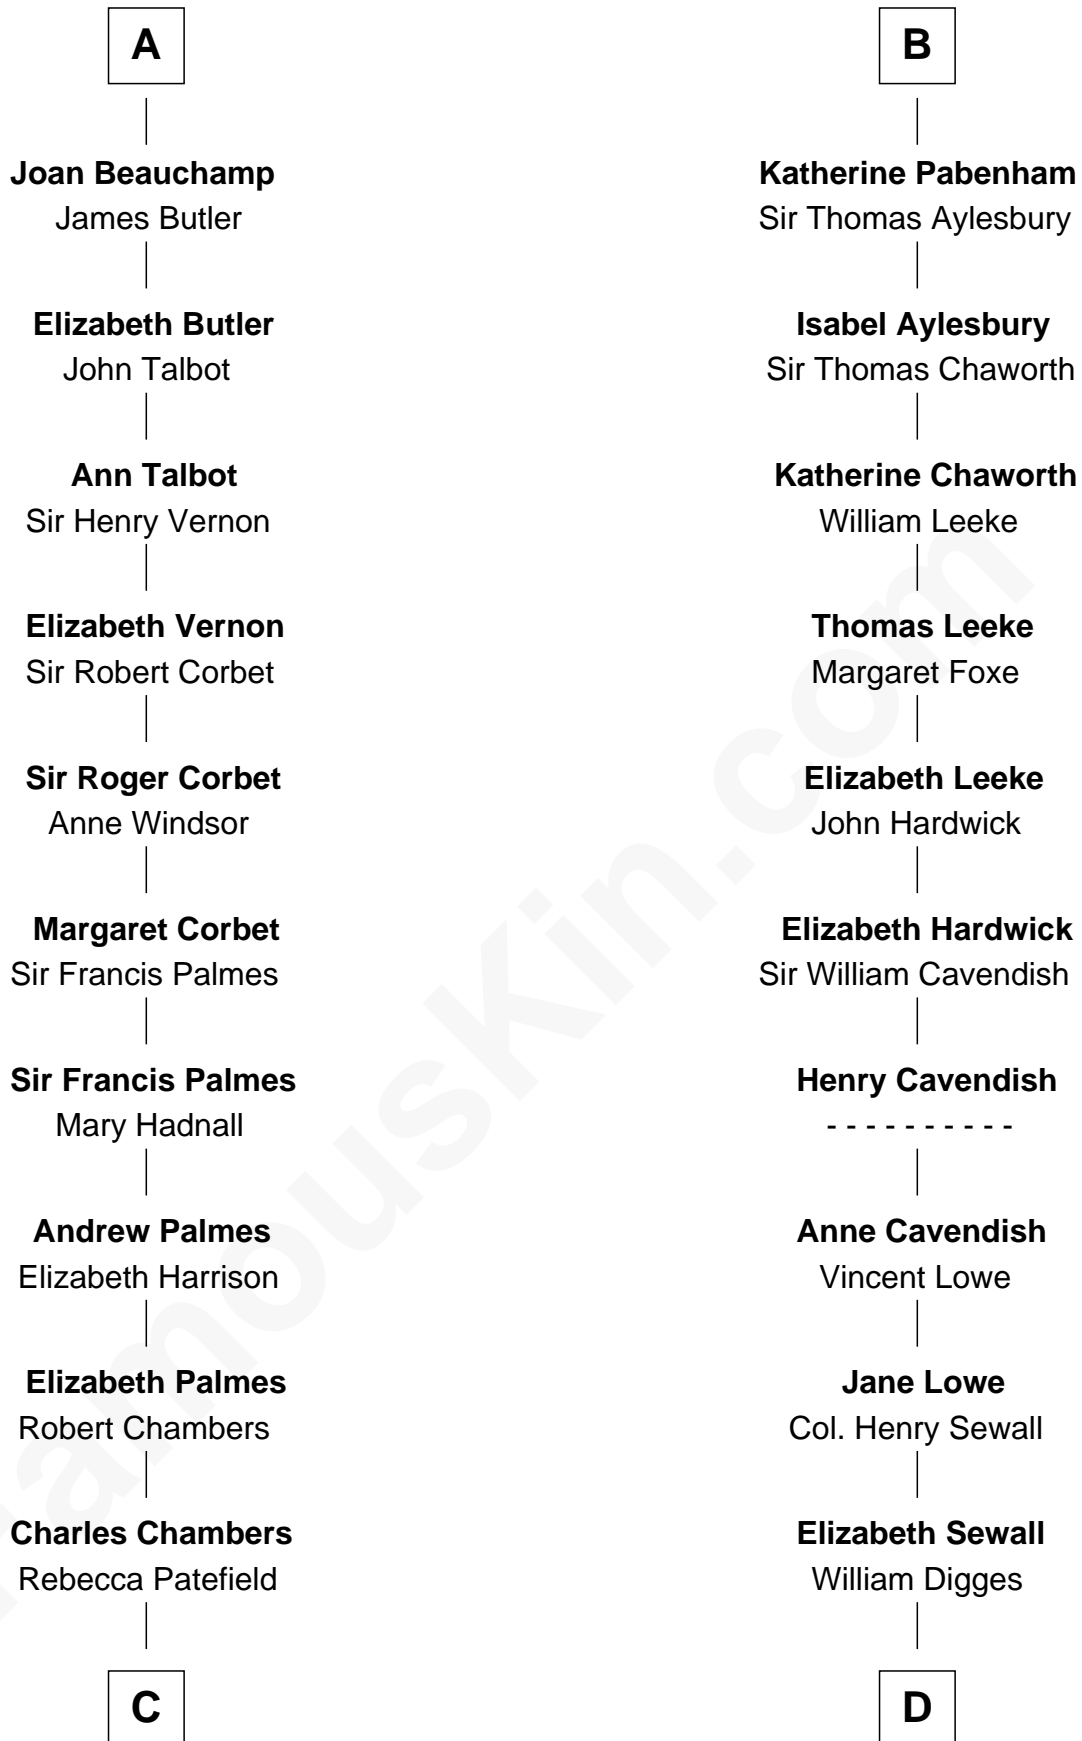 A
Joan Beauchamp
James Butler
Elizabeth Butler
John Talbot
Ann Talbot
Sir Henry Vernon
Elizabeth Vernon
Sir Robert Corbet
Sir Roger Corbet
Anne Windsor
Margaret Corbet
Sir Francis Palmes
Sir Francis Palmes
Mary Hadnall
Andrew Palmes
Elizabeth Harrison
Elizabeth Palmes
Robert Chambers
Charles Chambers
Rebecca Patefield
C
B
Katherine Pabenham
Sir Thomas Aylesbury
Isabel Aylesbury
Sir Thomas Chaworth
Katherine Chaworth
William Leeke
Thomas Leeke
Margaret Foxe
Elizabeth Leeke
John Hardwick
Elizabeth Hardwick
Sir William Cavendish
Henry Cavendish
- - - - - - - - - -
Anne Cavendish
Vincent Lowe
Jane Lowe
Col. Henry Sewall
Elizabeth Sewall
William Digges
D
FamousKin.com